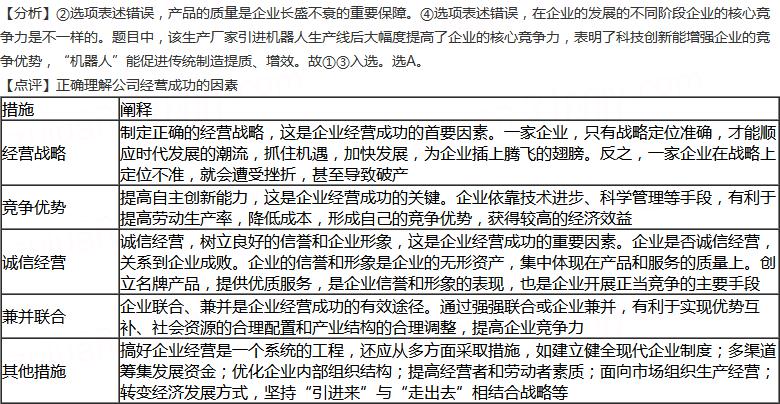 【分析】②选项表述错误，产品的质量是企业长盛不衰的重要保障。④选项表述错误，在企业的发展的不同阶段企业的核心竞
争力是不一样的。题目中，该生产厂家引进机器人生产线后大幅度提高了企业的核心竞争力，表明了科技创新能增强企业的竞
争优势，“机器人”能促进传统制造提质、增效。故①③入选。选A。
【点评】正确理解公司经营成功的因素
措施 阐释
经营战略
制定正确的经营战略，这是企业经营成功的首要因素。一家企业，只有战略定位准确，才能顺
应时代发展的潮流，抓住机遇，加快发展，为企业插上腾飞的翅膀。反之，一家企业在战略上
定位不准，就会遭受挫折，甚至导致破产
竞争优势
提高自主创新能力，这是企业经营成功的关键。企业依靠技术进步、科学管理等手段，有利于
提高劳动生产率，降低成本，形成自己的竞争优势，获得较高的经济效益
诚信经营
诚信经营，树立良好的信誉和企业形象，这是企业经营成功的重要因素。企业是否诚信经营，
关系到企业成败。企业的信誉和形象是企业的无形资产，集中体现在产品和服务的质量上。创
立名牌产品，提供优质服务，是企业信誉和形象的表现，也是企业开展正当竞争的主要手段
兼并联合
企业联合、兼并是企业经营成功的有效途径。通过强强联合或企业兼并，有利于实现优势互
补、社会资源的合理配置和产业结构的合理调整，提高企业竞争力
其他措施
搞好企业经营是一个系统的工程，还应从多方面采取措施，如建立健全现代企业制度；多渠道
筹集发展资金；优化企业内部组织结构；提高经营者和劳动者素质；面向市场组织生产经营；
转变经济发展方式，坚持“引进来”与“走出去”相结合战略等